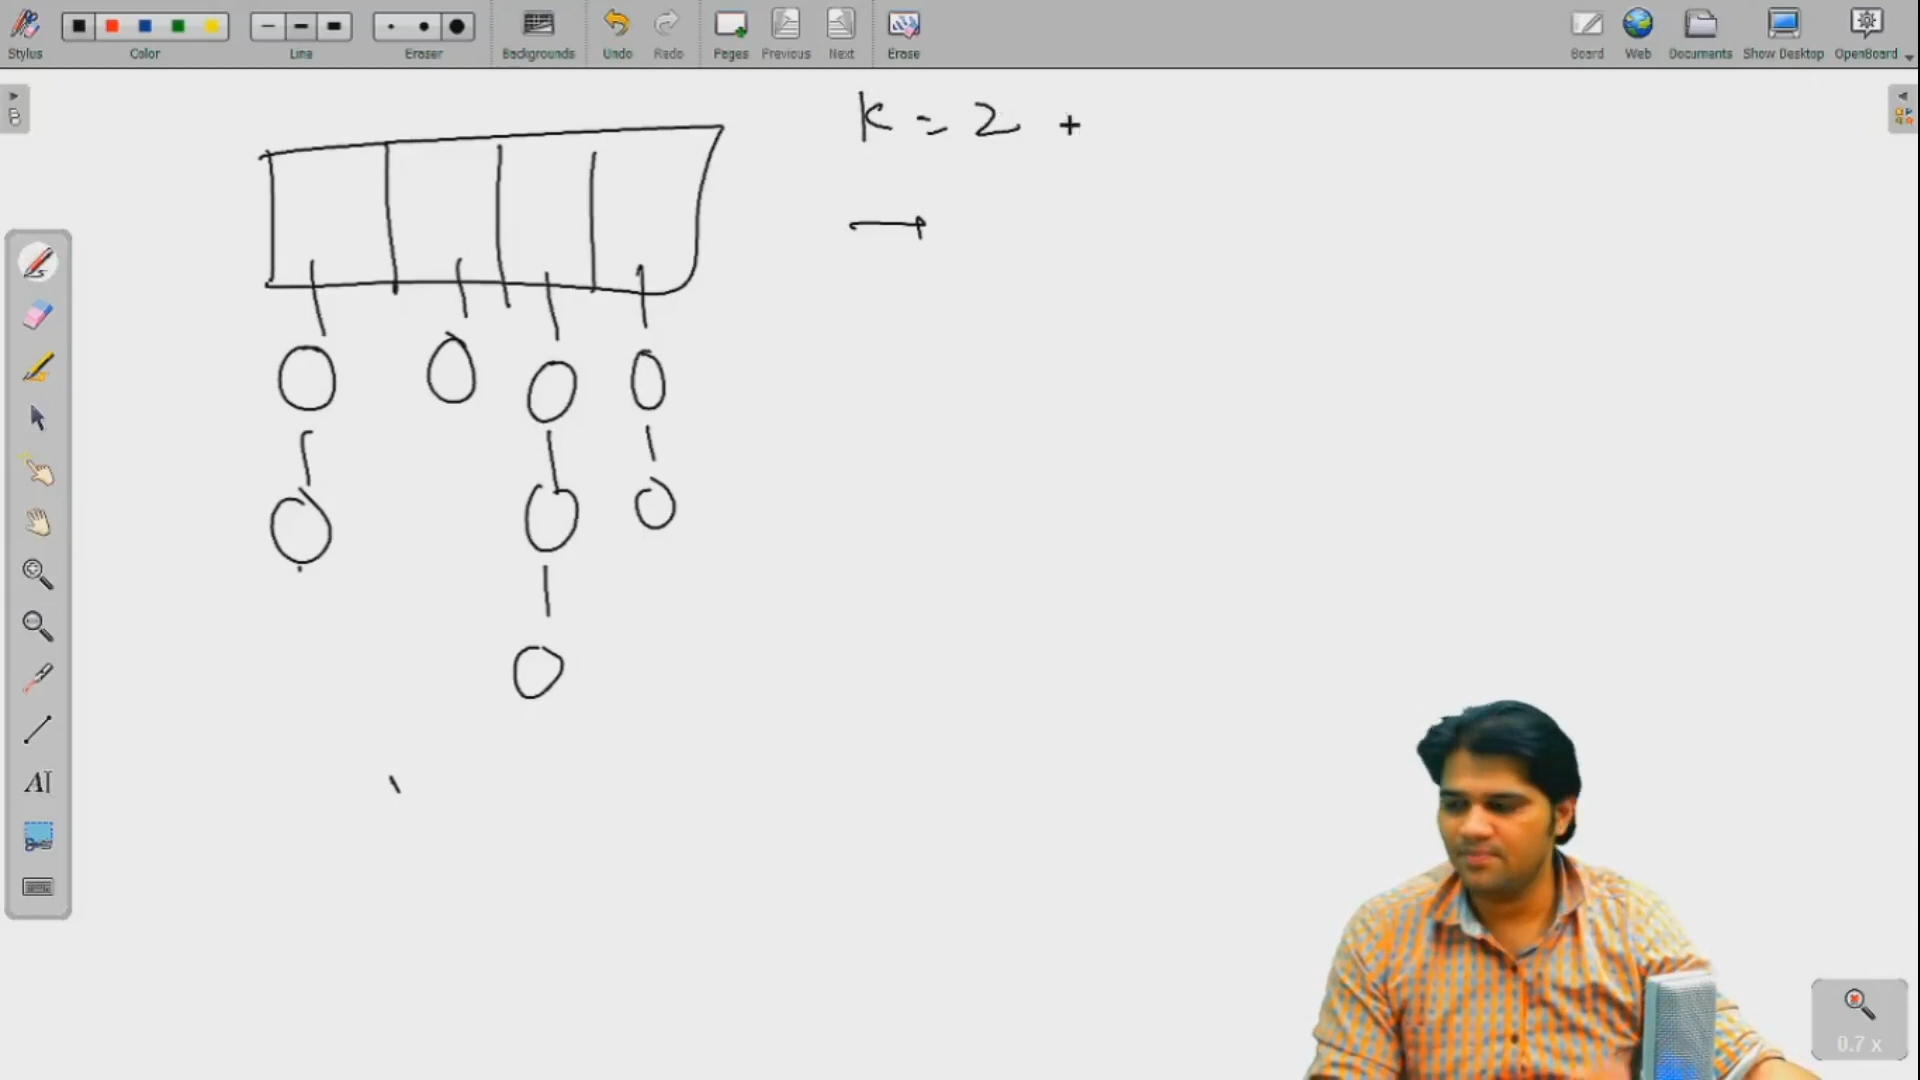 Stylus Color Line Eraser Backgrounds Undo Redo Pages Previous Next Erase Board Web Documents Show Desktop OpenBoard
B
K = 2 +
AI
0.7 x